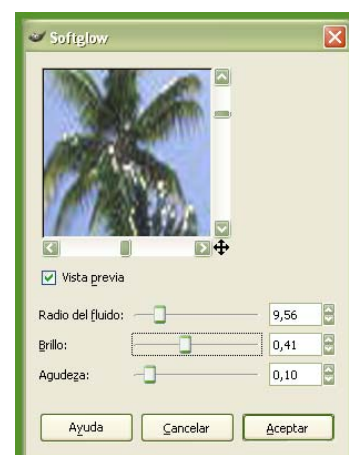 Softglow
Vista previa
Radio del fluido: 9,56
Brillo: 0,41
Agudeza: 0,10
Ayuda Cancelar Aceptar